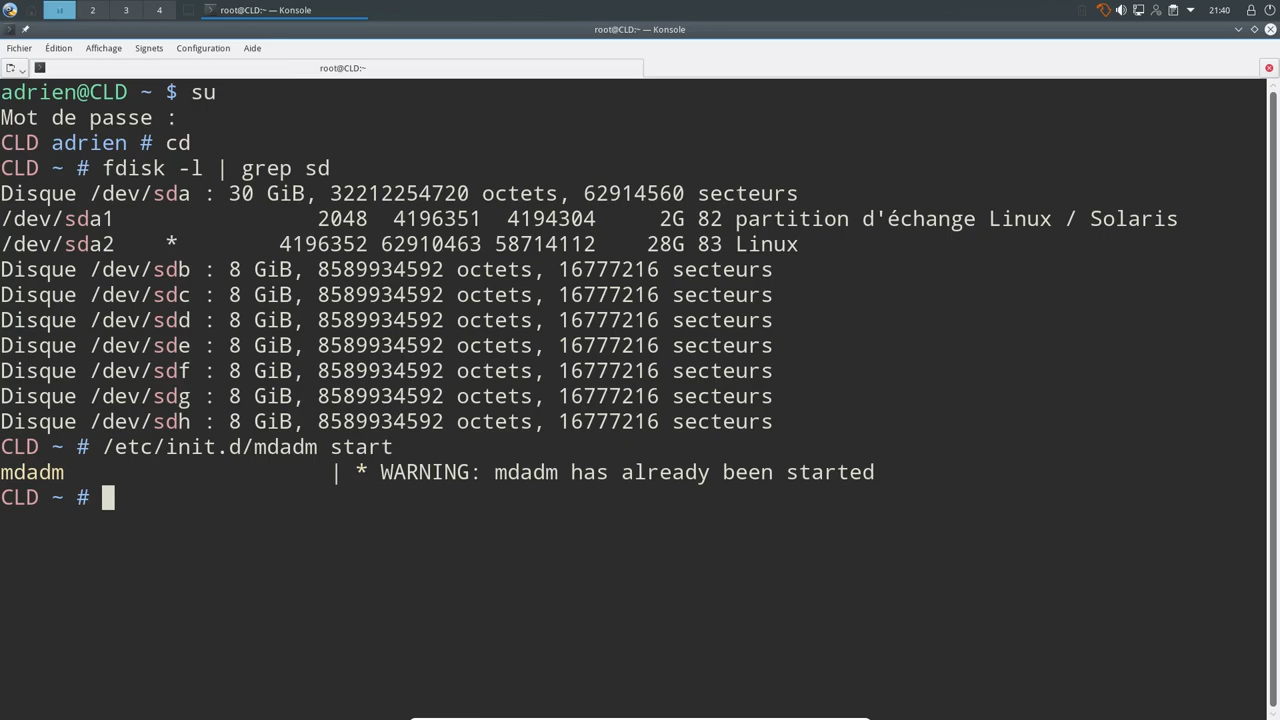 2 3 4 root@CLD:~ — Konsole 21:40
root@CLD:~ — Konsole
Fichier Édition Affichage Signets Configuration Aide
root@CLD:~
adrien@CLD ~ $ su
Mot de passe :
CLD adrien # cd
CLD ~ # fdisk -l | grep sd
Disque /dev/sda : 30 GiB, 32212254720 octets, 62914560 secteurs
/dev/sda1 2048 4196351 4194304 2G 82 partition d'échange Linux / Solaris
/dev/sda2 * 4196352 62910463 58714112 28G 83 Linux
Disque /dev/sdb : 8 GiB, 8589934592 octets, 16777216 secteurs
Disque /dev/sdc : 8 GiB, 8589934592 octets, 16777216 secteurs
Disque /dev/sdd : 8 GiB, 8589934592 octets, 16777216 secteurs
Disque /dev/sde : 8 GiB, 8589934592 octets, 16777216 secteurs
Disque /dev/sdf : 8 GiB, 8589934592 octets, 16777216 secteurs
Disque /dev/sdg : 8 GiB, 8589934592 octets, 16777216 secteurs
Disque /dev/sdh : 8 GiB, 8589934592 octets, 16777216 secteurs
CLD ~ # /etc/init.d/mdadm start
mdadm | * WARNING: mdadm has already been started
CLD ~ #